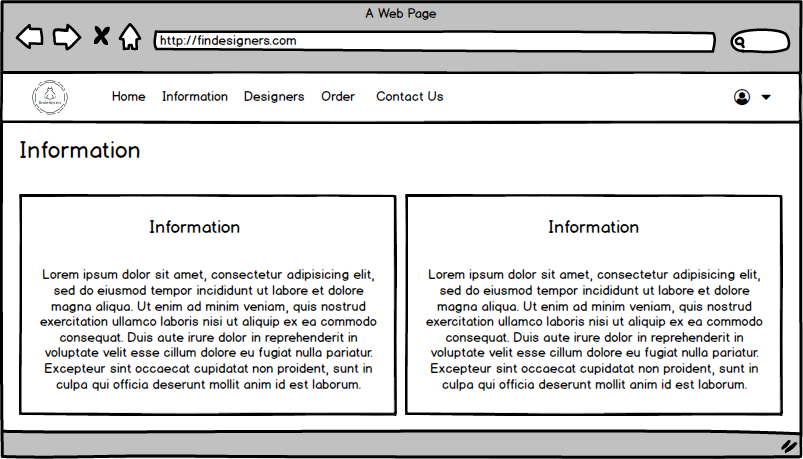 A Web Page
http://findesigners.com
findesigners
Home Information Designers Order Contact Us
Information
Information
Lorem ipsum dolor sit amet, consectetur adipisicing elit,
sed do eiusmod tempor incididunt ut labore et dolore
magna aliqua. Ut enim ad minim veniam, quis nostrud
exercitation ullamco laboris nisi ut aliquip ex ea commodo
consequat. Duis aute irure dolor in reprehenderit in
voluptate velit esse cillum dolore eu fugiat nulla pariatur.
Excepteur sint occaecat cupidatat non proident, sunt in
culpa qui officia deserunt mollit anim id est laborum.
Information
Lorem ipsum dolor sit amet, consectetur adipisicing elit,
sed do eiusmod tempor incididunt ut labore et dolore
magna aliqua. Ut enim ad minim veniam, quis nostrud
exercitation ullamco laboris nisi ut aliquip ex ea commodo
consequat. Duis aute irure dolor in reprehenderit in
voluptate velit esse cillum dolore eu fugiat nulla pariatur.
Excepteur sint occaecat cupidatat non proident, sunt in
culpa qui officia deserunt mollit anim id est laborum.